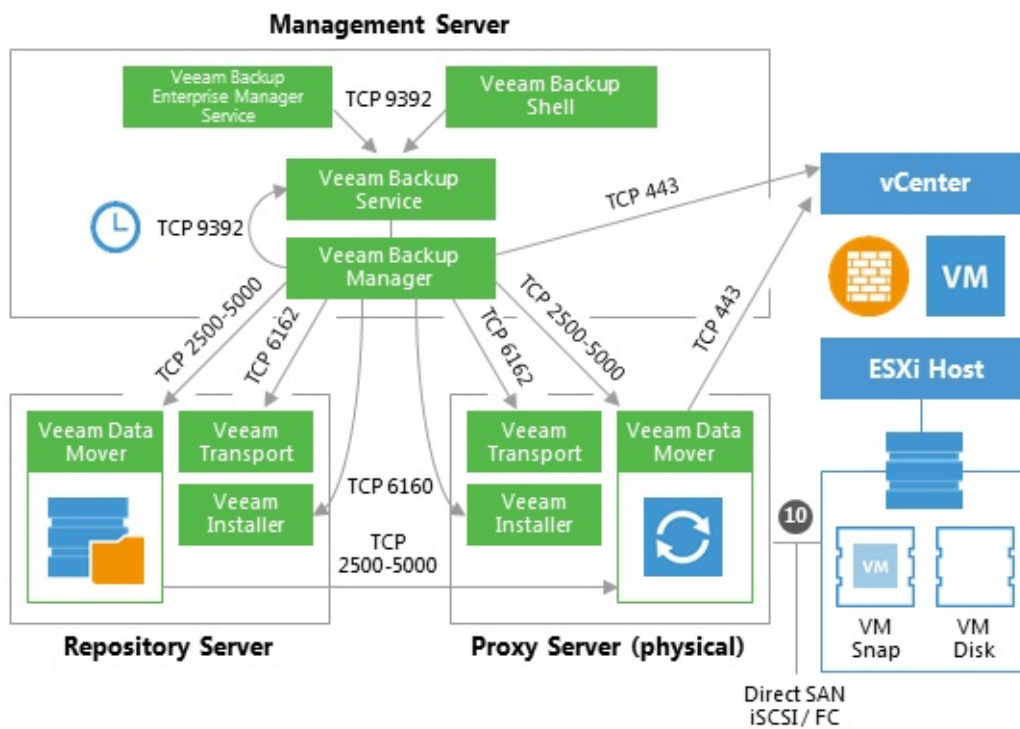 Management Server
Veeam Backup
Enterprise Manager
Service
TCP 9392
Veeam Backup
Shell
Veeam Backup
Service
TCP 443
vCenter
TCP 9392
Veeam Backup
Manager
VM
TCP 2500-5000
TCP 6162
TCP 6162
TCP 2500-5000
TCP 443
ESXi Host
Veeam Data
Mover
Veeam
Transport
Veeam
Installer
TCP 6160
TCP
2500-5000
Veeam
Transport
Veeam
Installer
Veeam Data
Mover
10
VM
VM
Snap
VM
Disk
Repository Server
Proxy Server (physical)
Direct SAN
iSCSI / FC